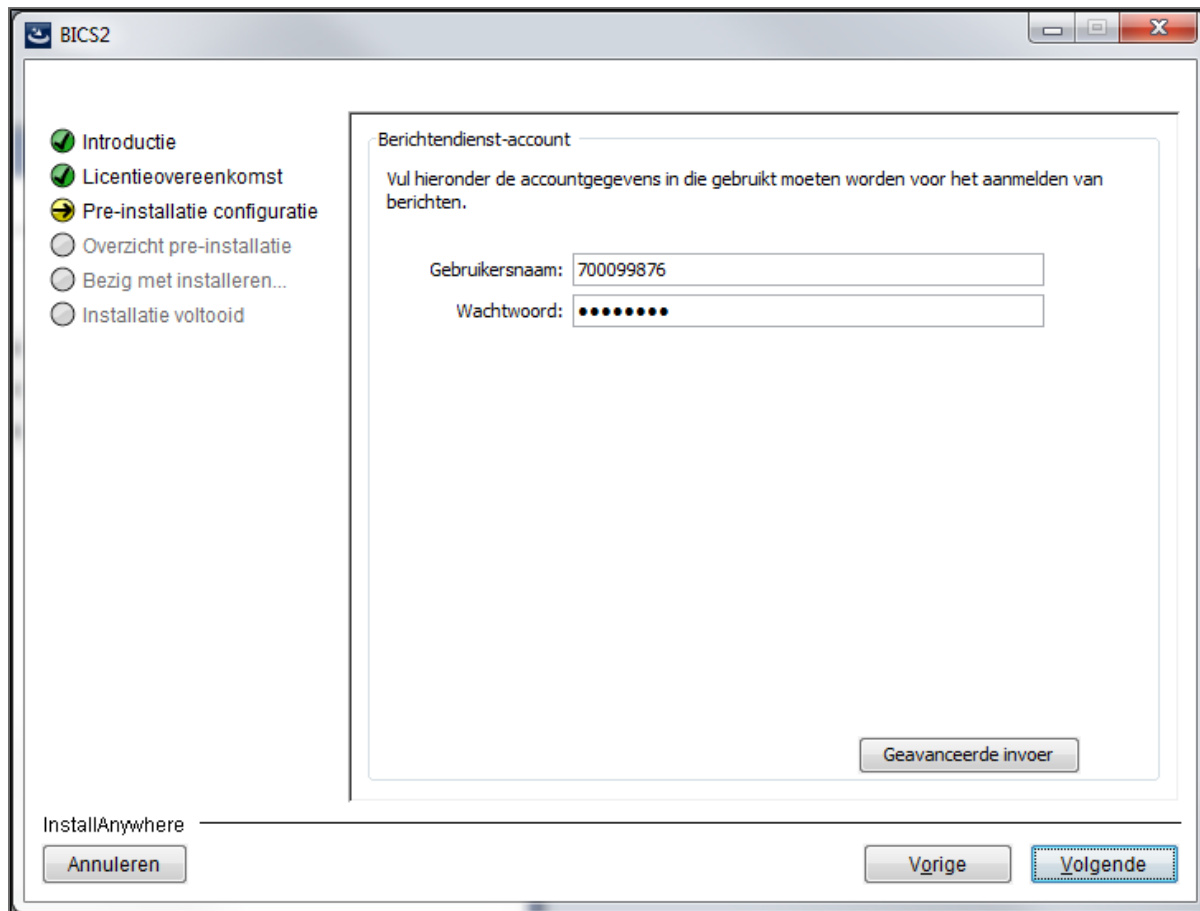 BICS2
Introductie
Licentieovereenkomst
Pre-installatie configuratie
Overzicht pre-installatie
Bezig met installeren...
Installatie voltooid
Berichtendienst-account
Vul hieronder de accountgegevens in die gebruikt moeten worden voor het aanmelden van
berichten.
Gebruikersnaam: 700099876
Wachtwoord: ●●●●●●●●
Geavanceerde invoer
InstallAnywhere
Annuleren
Vorige
Volgende